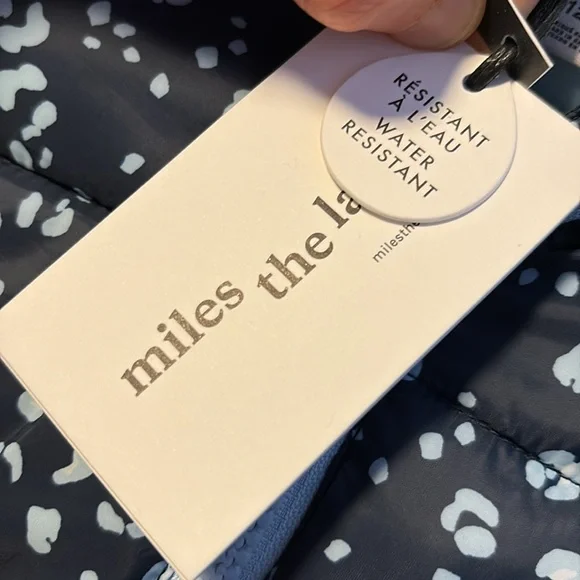 RÉSISTANT
À L'EAU
WATER
RESISTANT
miles
the la
milesthe